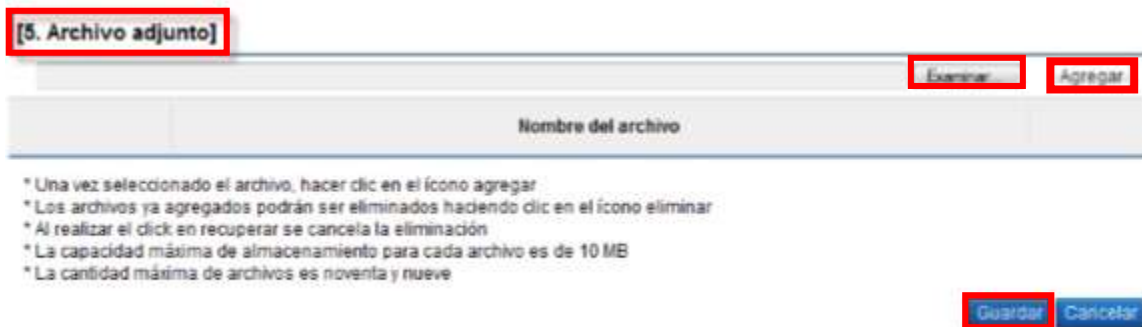 [5. Archivo adjunto]
Examinar... Agregar
Nombre del archivo
* Una vez seleccionado el archivo, hacer clic en el ícono agregar
* Los archivos ya agregados podrán ser eliminados haciendo clic en el ícono eliminar
* Al realizar el click en recuperar se cancela la eliminación
* La capacidad máxima de almacenamiento para cada archivo es de 10 MB
* La cantidad máxima de archivos es noventa y nueve
Guardar Cancelar